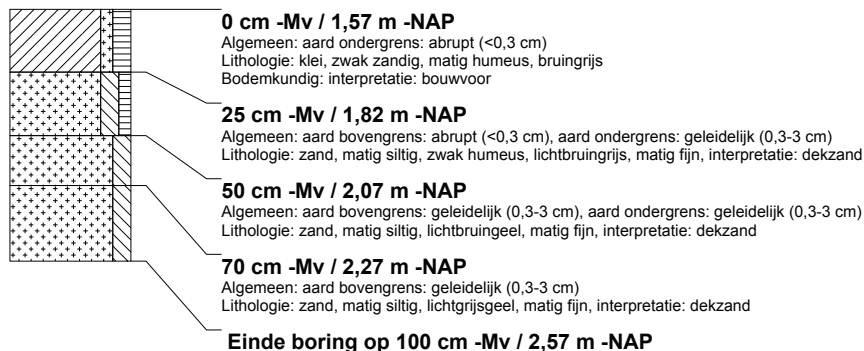 0 cm -Mv / 1,57 m -NAP
Algemeen: aard ondergrens: abrupt (<0,3 cm)
Lithologie: klei, zwak zandig, matig humeus, bruingrijs
Bodemkundig: interpretatie: bouwvoor
25 cm -Mv / 1,82 m -NAP
Algemeen: aard bovengrens: abrupt (<0,3 cm), aard ondergrens: geleidelijk (0,3-3 cm)
Lithologie: zand, matig siltig, zwak humeus, lichtbruingrijs, matig fijn, interpretatie: dekzand
50 cm -Mv / 2,07 m -NAP
Algemeen: aard bovengrens: geleidelijk (0,3-3 cm), aard ondergrens: geleidelijk (0,3-3 cm)
Lithologie: zand, matig siltig, lichtbruingeel, matig fijn, interpretatie: dekzand
70 cm -Mv / 2,27 m -NAP
Algemeen: aard bovengrens: geleidelijk (0,3-3 cm)
Lithologie: zand, matig siltig, lichtgrijsgeel, matig fijn, interpretatie: dekzand
Einde boring op 100 cm -Mv / 2,57 m -NAP